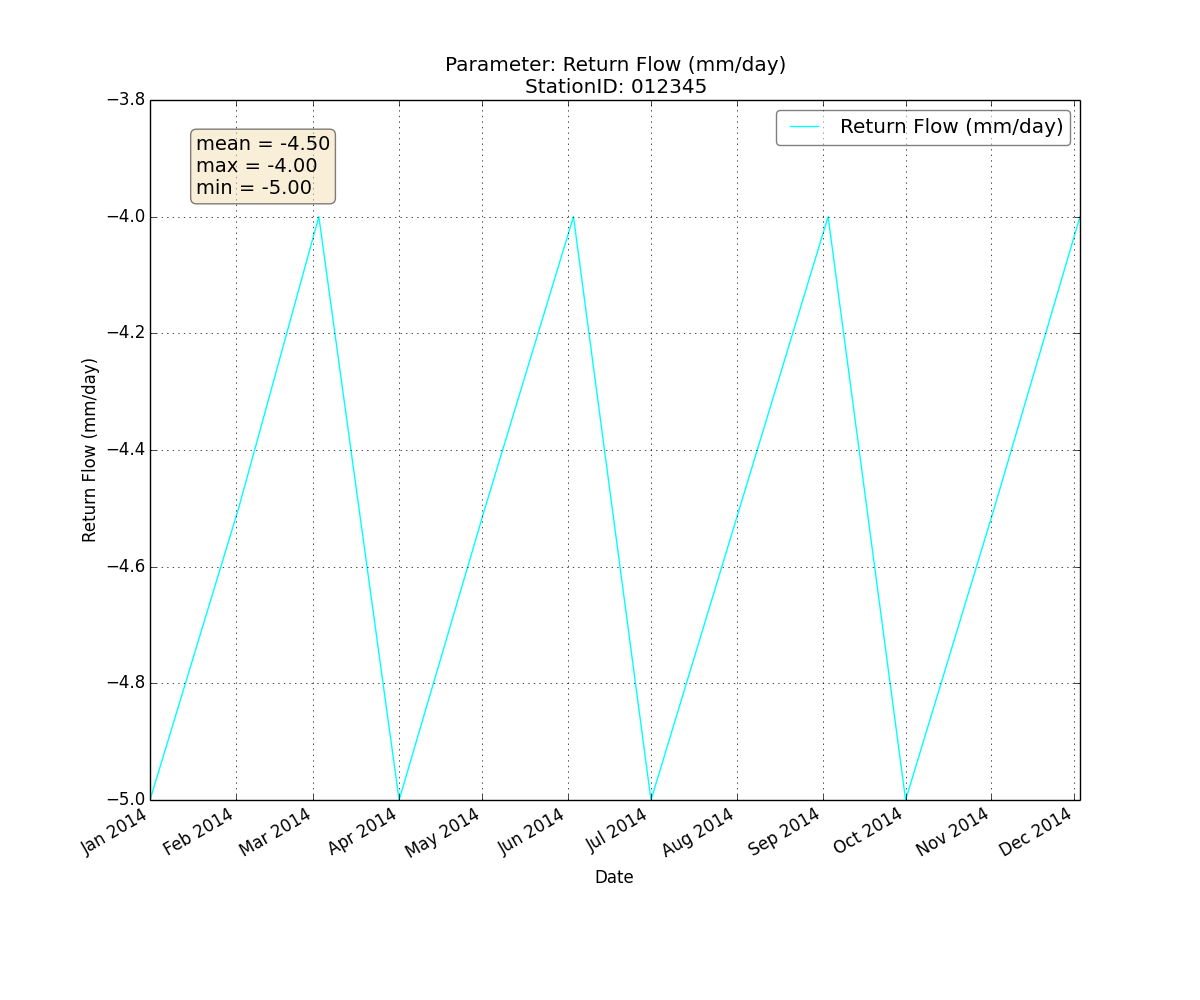 Parameter: Return Flow (mm/day)
StationID: 012345
mean = -4.50
max = -4.00
min = -5.00
Return Flow (mm/day)
−3.8
−4.0
−4.2
−4.4
−4.6
−4.8
−5.0
Return Flow (mm/day)
Jan 2014
Feb 2014
Mar 2014
Apr 2014
May 2014
Jun 2014
Jul 2014
Aug 2014
Sep 2014
Oct 2014
Nov 2014
Dec 2014
Date